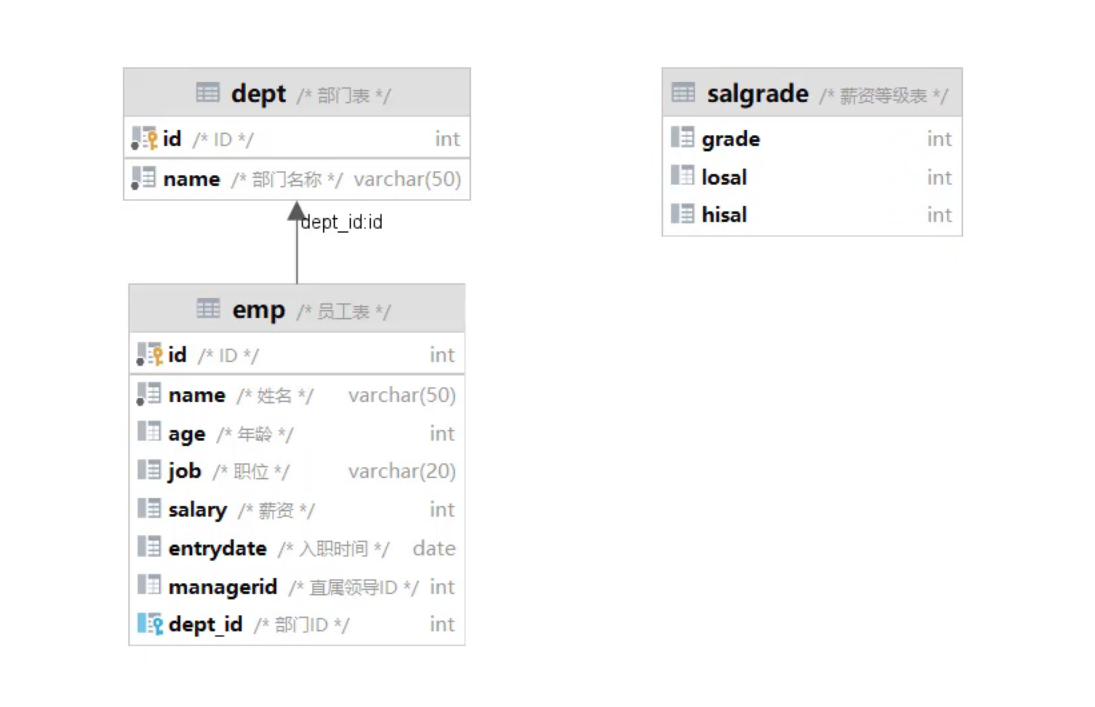 dept /* 部门表 */
id /* ID */ int
name /* 部门名称 */ varchar(50)
dept_id:id
emp /* 员工表 */
id /* ID */ int
name /* 姓名 */ varchar(50)
age /* 年龄 */ int
job /* 职位 */ varchar(20)
salary /* 薪资 */ int
entrydate /* 入职时间 */ date
managerid /* 直属领导ID */ int
dept_id /* 部门ID */ int
salgrade /* 薪资等级表 */
grade int
losal int
hisal int